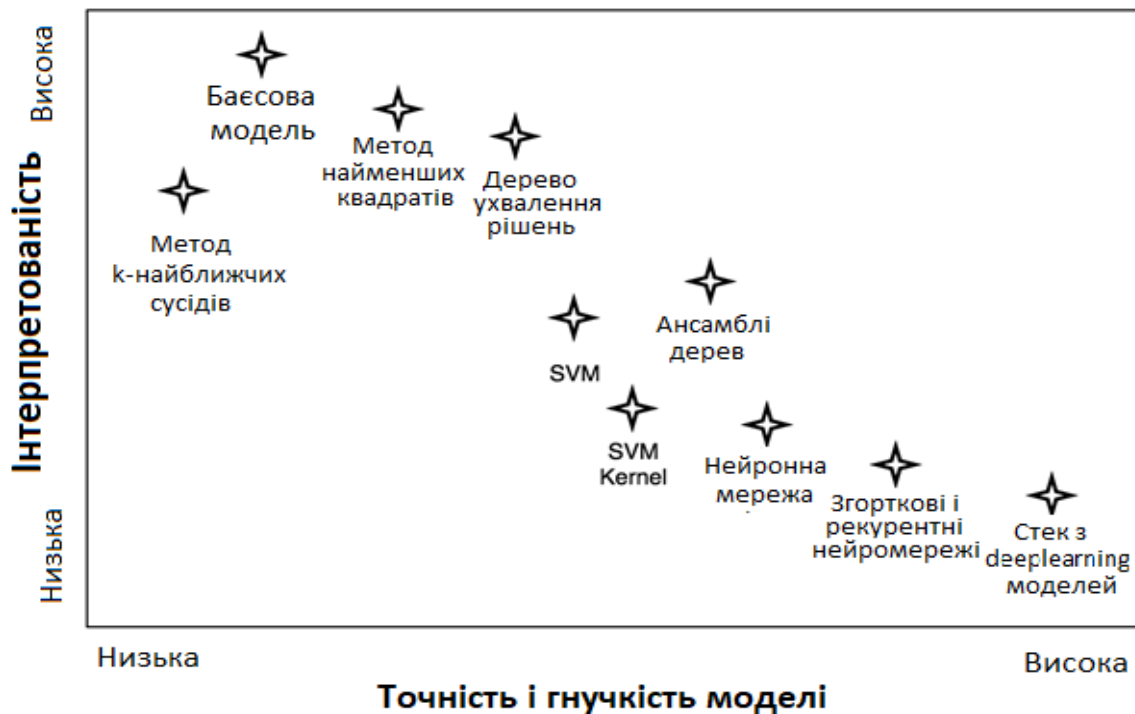 Висока
Інтерпретованість
Низька
Баєсова
модель
Метод
найменших
квадратів
Дерево
ухвалення
рішень
Метод
k-найближчих
сусідів
SVM
Ансамблі
дерев
SVM
Kernel
Нейронна
мережа
Згорткові і
рекурентні
нейромережі
Стек з
deeplearning
моделей
Низька
Висока
Точність і гнучкість моделі